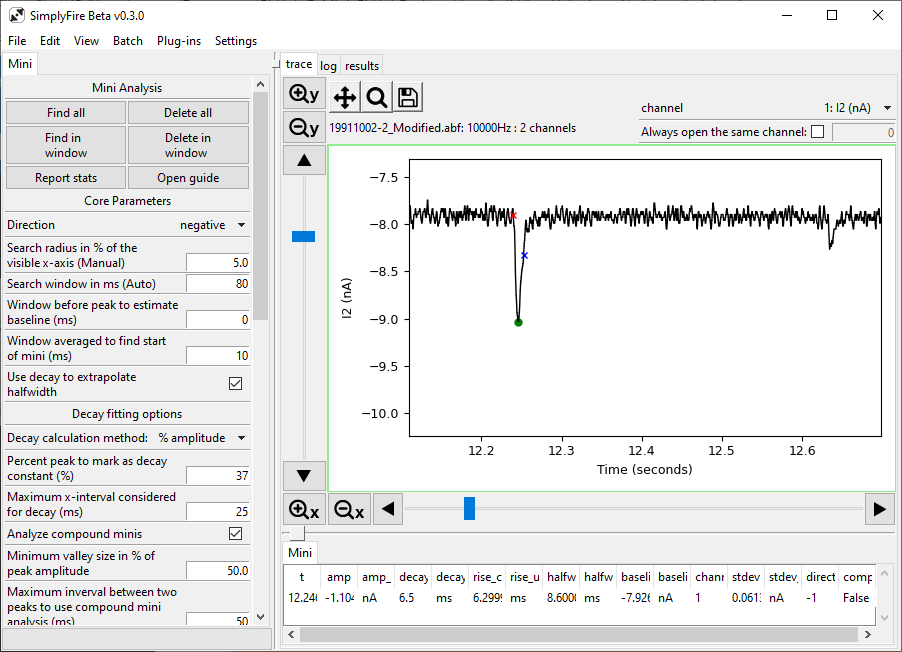 SimplyFire Beta v0.3.0
File Edit View Batch Plug-ins Settings
Mini
Mini Analysis
Find all Delete all
Find in
window
Delete in
window
Report stats Open guide
Core Parameters
Direction negative
Search radius in % of the
visible x-axis (Manual) 5.0
Search window in ms (Auto) 80
Window before peak to estimate
baseline (ms) 0
Window averaged to find start
of mini (ms) 10
Use decay to extrapolate
halfwidth
Decay fitting options
Decay calculation method: % amplitude
Percent peak to mark as decay
constant (%) 37
Maximum x-interval considered
for decay (ms) 25
Analyze compound minis
Minimum valley size in % of
peak amplitude 50.0
Maximum inverval between two
peaks to use compound mini
analysis (ms) 50
trace log results
y
y
channel 1: I2 (nA)
19911002-2_Modified.abf: 10000Hz : 2 channels
Always open the same channel: 0
−7.5
−8.0
−8.5
−9.0
−9.5
−10.0
I2 (nA)
12.2 12.3 12.4 12.5 12.6
Time (seconds)
x x
Mini
t amp amp_ decay decay rise_c rise_u halfw halfw baseli baseli chann stdev stdev_ direct comp
12.246 -1.104 nA 6.5 ms 6.2999 ms 8.6000 ms -7.926 nA 1 0.0613 nA -1 False